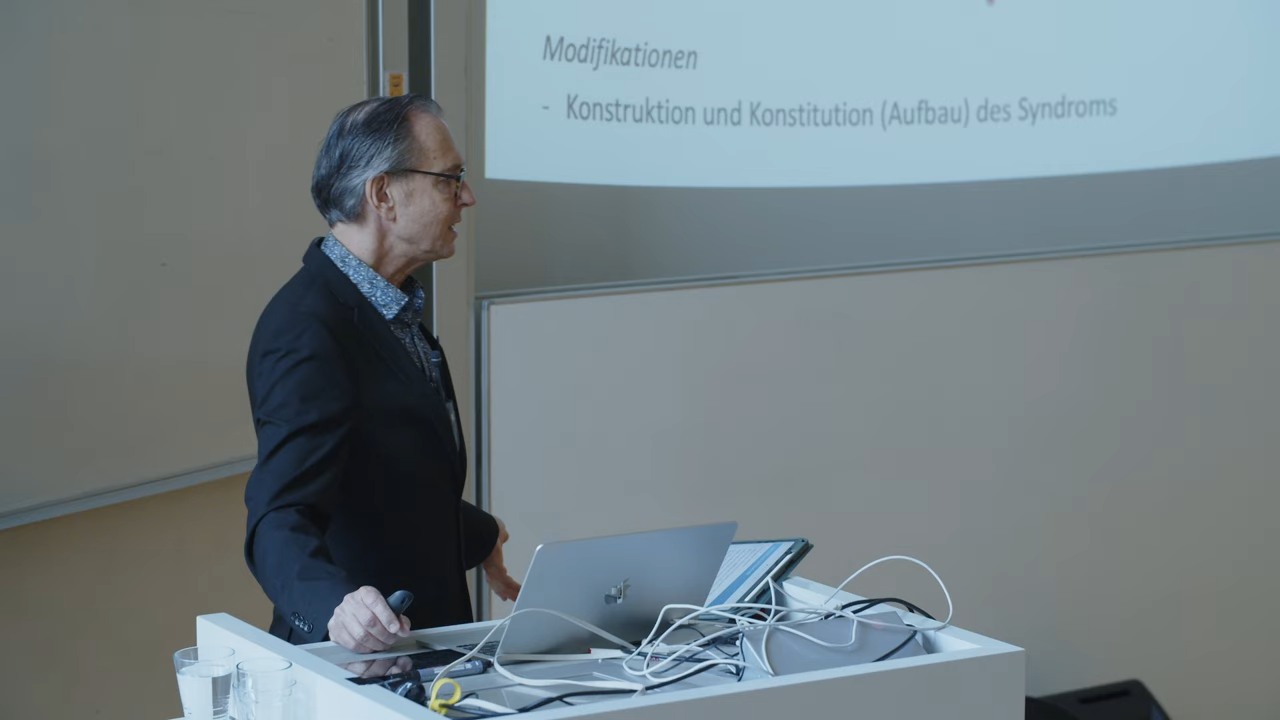 Modifikationen
- Konstruktion und Konstitution (Aufbau) des Syndroms